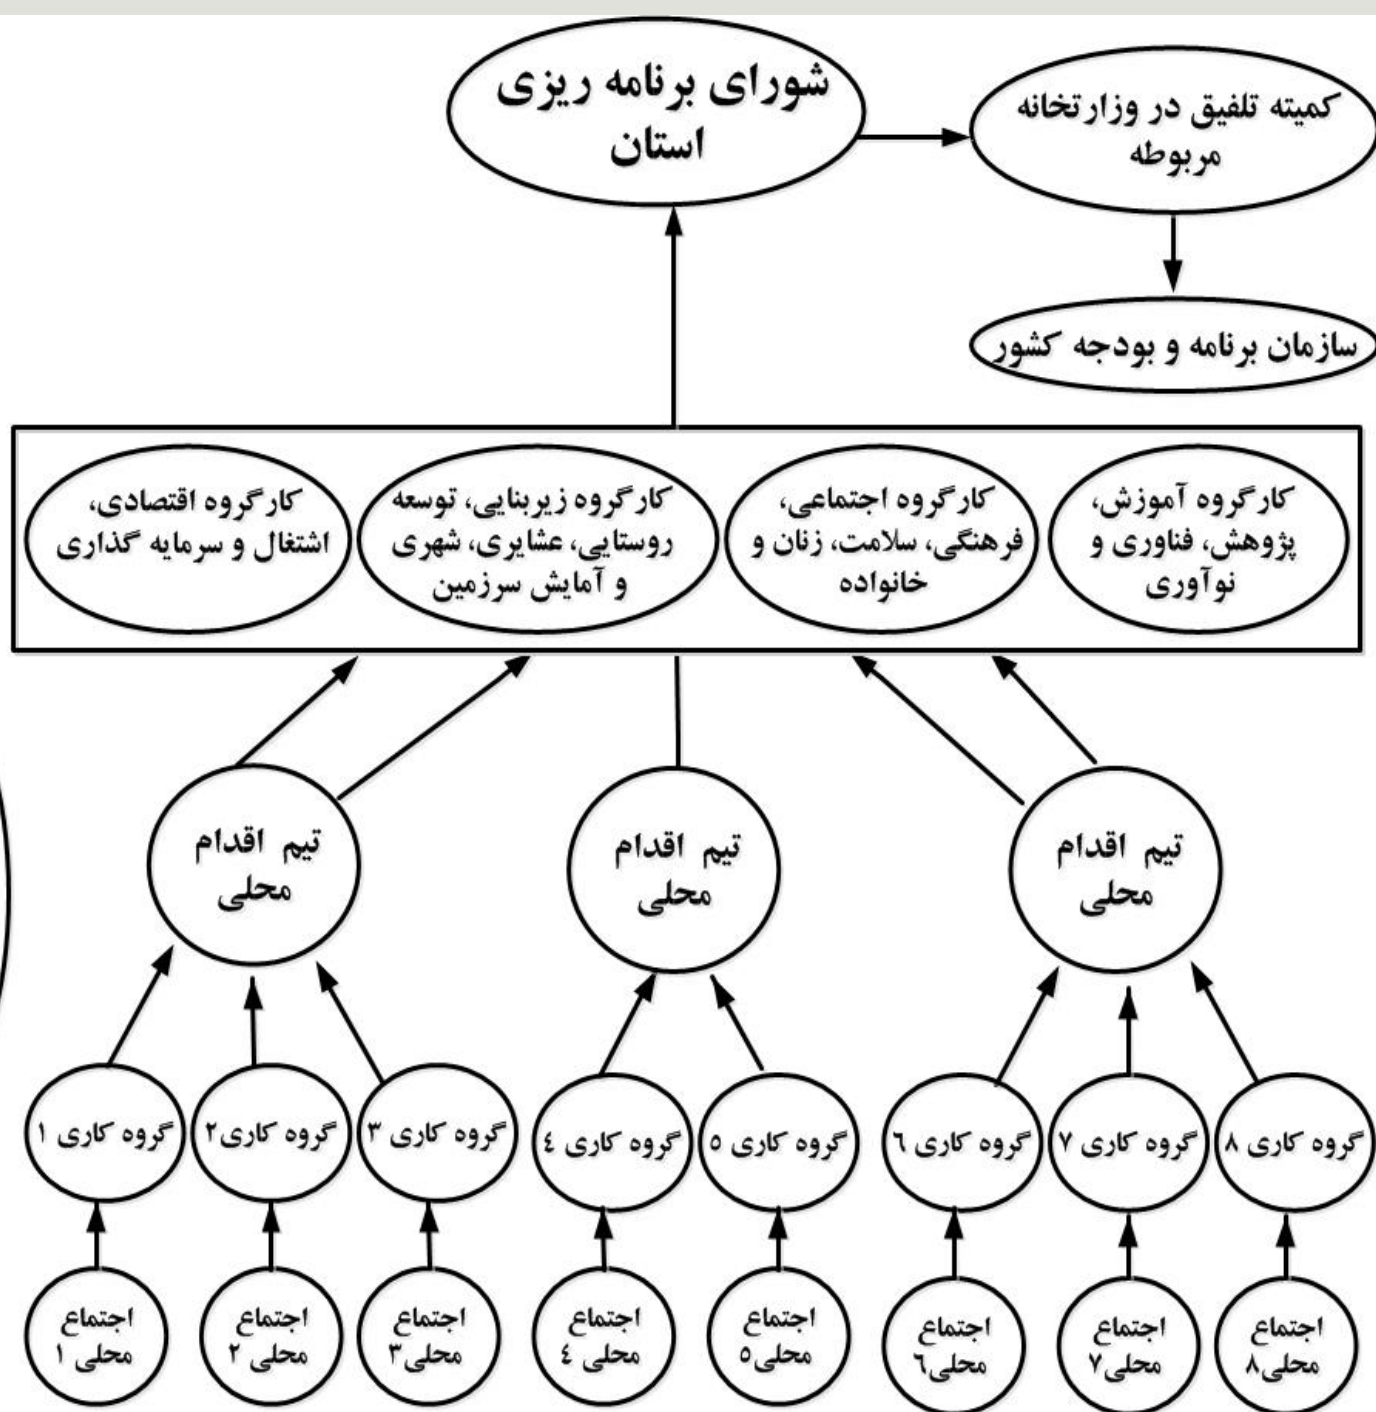 شورای برنامه ریزی
استان
کمیته تلفیق در وزارتخانه
مربوطه
سازمان برنامه و بودجه کشور
کارگروه آموزش،
پژوهش، فناوری و
نوآوری
کارگروه اجتماعی،
فرهنگی، سلامت، زنان و
خانواده
کارگروه زیربنایی، توسعه
روستایی، عشایری، شهری
و آمایش سرزمین
کارگروه اقتصادی،
اشتغال و سرمایه گذاری
تیم اقدام
محلی
تیم اقدام
محلی
تیم اقدام
محلی
گروه کاری ۸
گروه کاری ۷
گروه کاری ٦
گروه کاری ٥
گروه کاری ٤
گروه کاری ۳
گروه کاری۲
گروه کاری ۱
اجتماع
محلی۸
اجتماع
محلی۷
اجتماع
محلی٦
اجتماع
محلی٥
اجتماع
محلی ٤
اجتماع
محلی۳
اجتماع
محلی ۲
اجتماع
محلی ۱